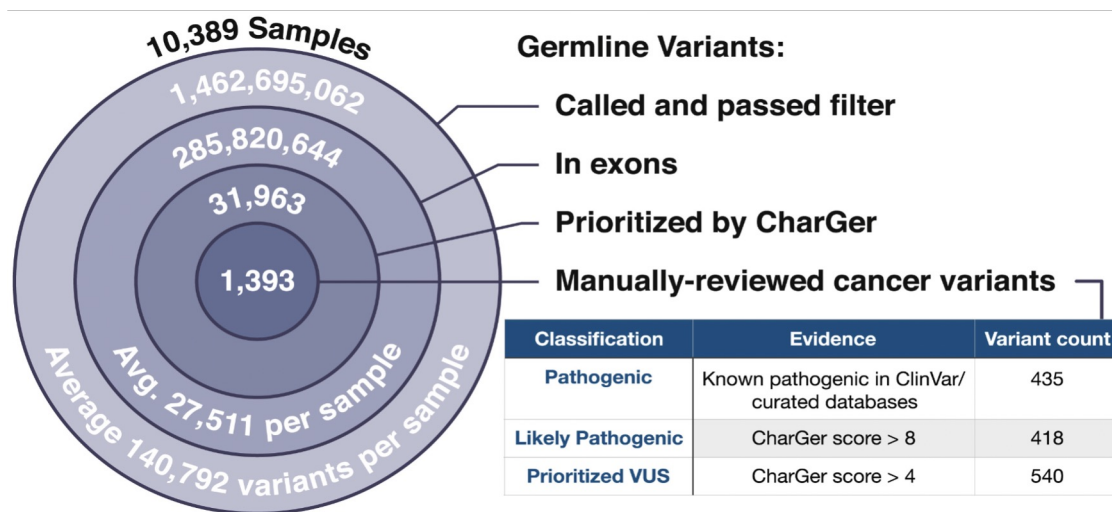 10,389 Samples
1,462,695,062
285,820,644
31,963
1,393
Avg. 27,511 per sample
Average 140,792 variants per sample
Germline Variants:
Called and passed filter
In exons
Prioritized by CharGer
Manually-reviewed cancer variants
Classification Evidence Variant count
Pathogenic Known pathogenic in ClinVar/ 435
curated databases
Likely Pathogenic CharGer score > 8 418
Prioritized VUS CharGer score > 4 540